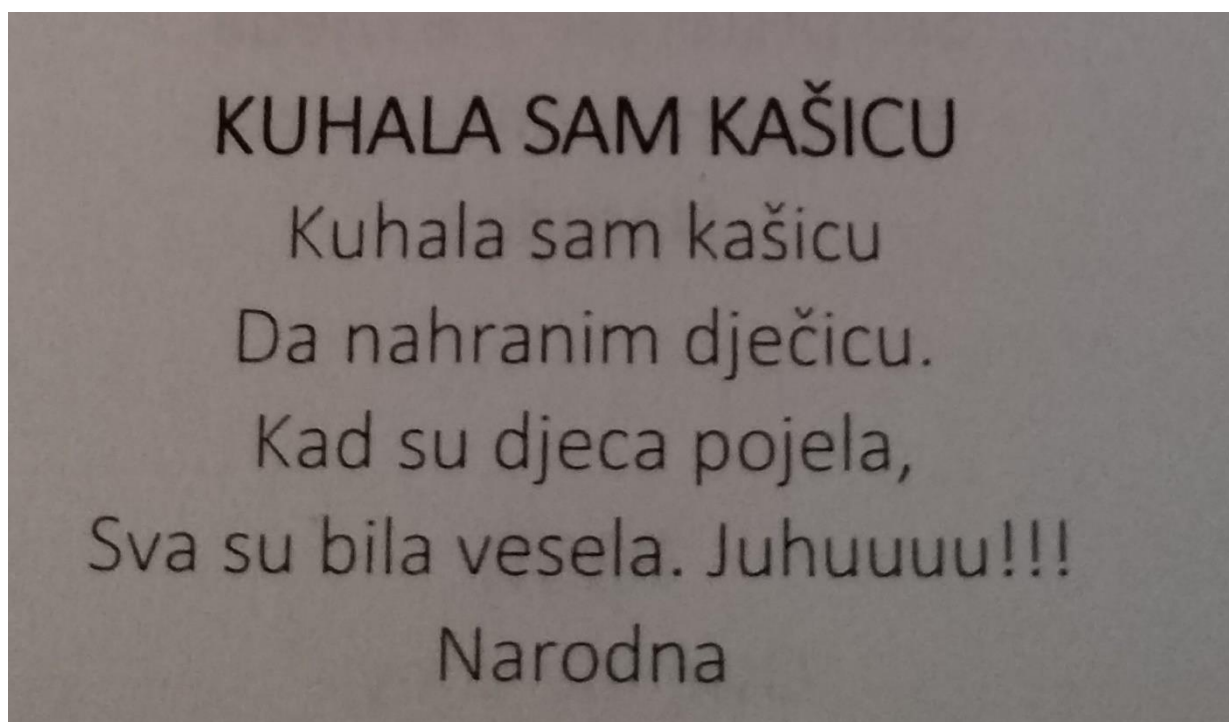 KUHALA SAM KAŠICU
Kuhala sam kašicu
Da nahranim dječicu.
Kad su djeca pojela,
Sva su bila vesela. Juhuuuu!!!
Narodna